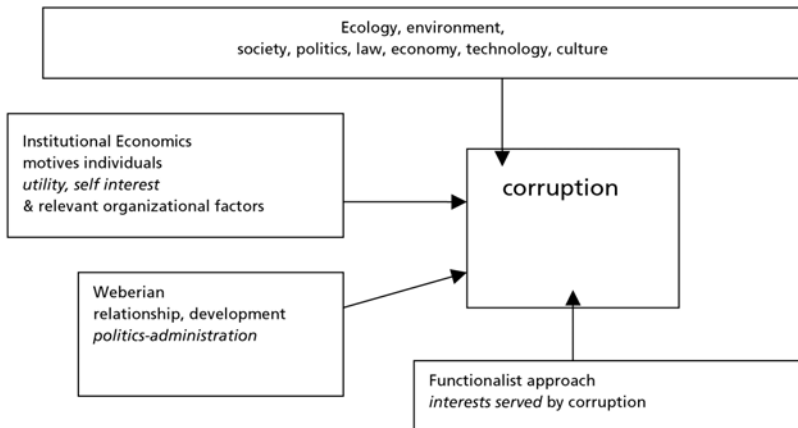 Ecology, environment,
society, politics, law, economy, technology, culture
Institutional Economics
motives individuals
utility, self interest
& relevant organizational factors
corruption
Weberian
relationship, development
politics-administration
Functionalist approach
interests served by corruption